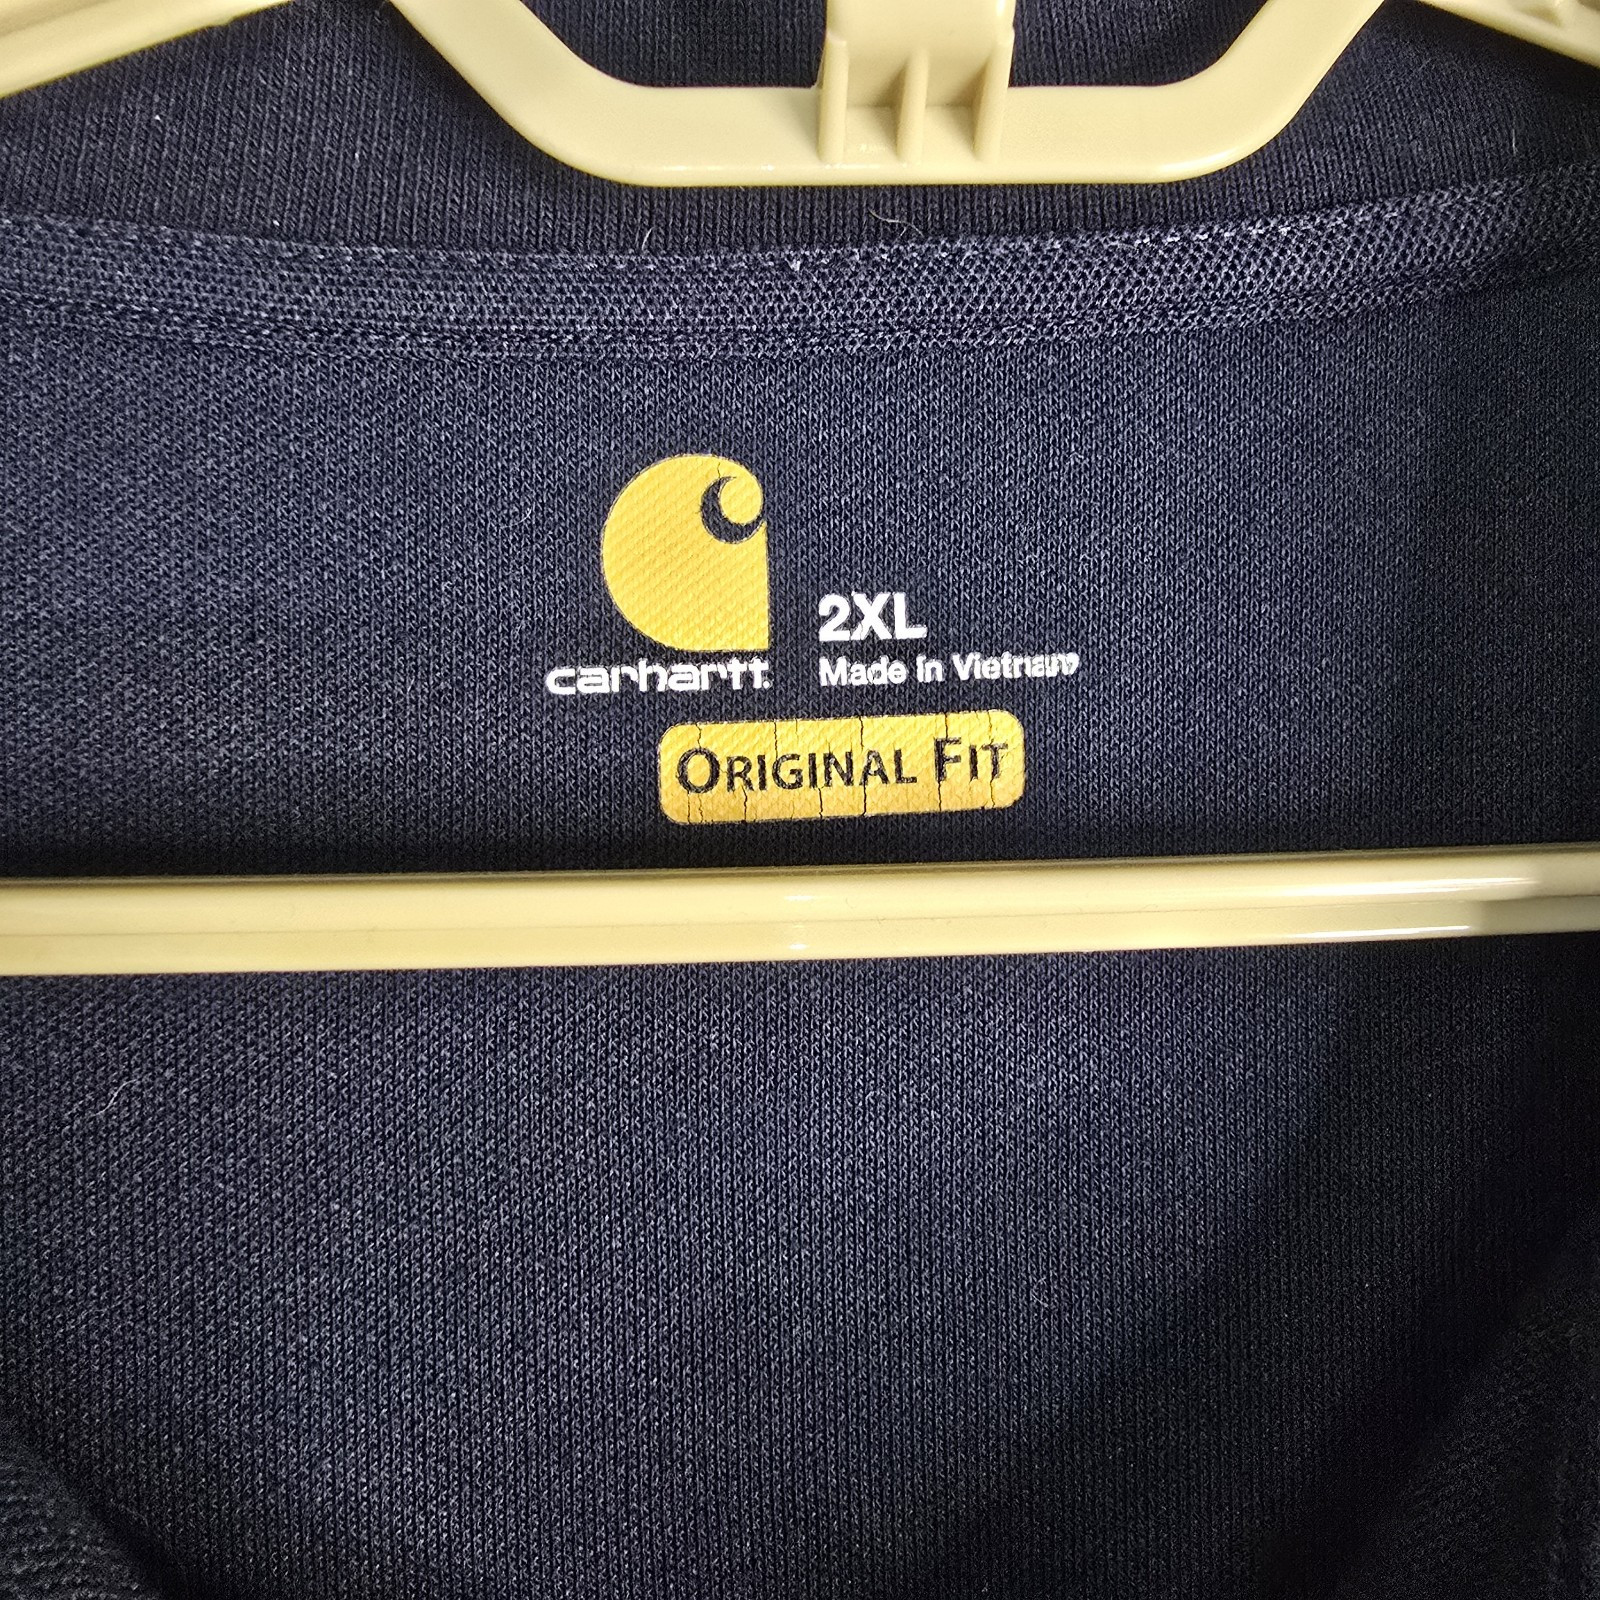 carhartt.
2XL
Made in Vietnam
ORIGINAL FIT